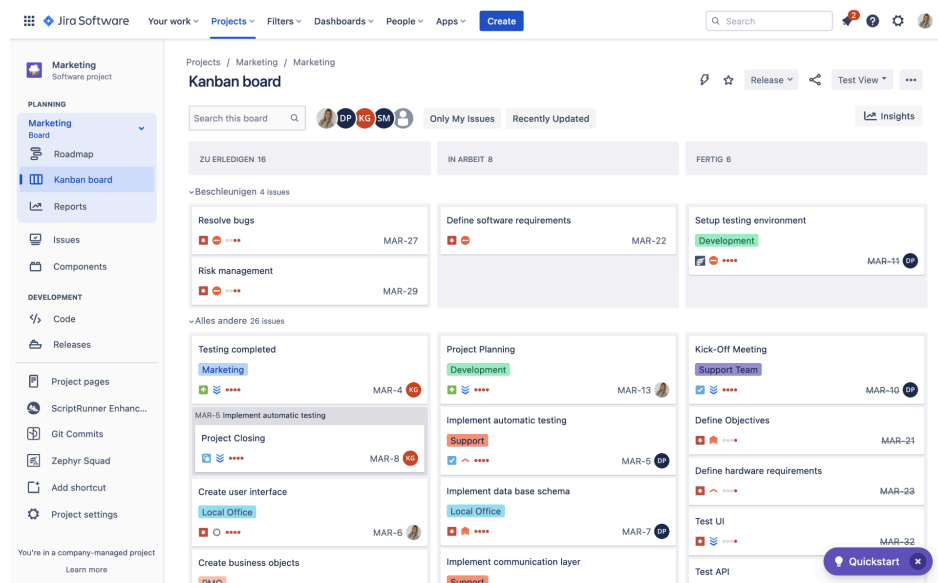 Jira Software Your work Projects Filters Dashboards People Apps Create Search 2
Marketing
Software project
PLANNING
Marketing
Board
Roadmap
Kanban board
Reports
Issues
Components
DEVELOPMENT
Code
Releases
Project pages
ScriptRunner Enhanc...
Git Commits
Zephyr Squad
Add shortcut
Project settings
You're in a company-managed project
Learn more
Projects / Marketing / Marketing
Kanban board
Release Test View
Search this board DP KG SM Only My Issues Recently Updated Insights
ZU ERLEDIGEN 16 IN ARBEIT 8 FERTIG 6
Beschleunigen 4 issues
Resolve bugs
MAR-27
Risk management
MAR-29
Define software requirements
MAR-22
Setup testing environment
Development
MAR-11 DP
Alles andere 26 issues
Testing completed
Marketing
MAR-4 KG
MAR-5 Implement automatic testing
Project Closing
MAR-8 KG
Create user interface
Local Office
MAR-6
Create business objects
PMO
Project Planning
Development
MAR-13
Implement automatic testing
Support
MAR-5 DP
Implement data base schema
Local Office
MAR-7 DP
Implement communication layer
Support
Kick-Off Meeting
Support Team
MAR-10 DP
Define Objectives
MAR-21
Define hardware requirements
MAR-23
Test UI
MAR-32
Test API
Quickstart